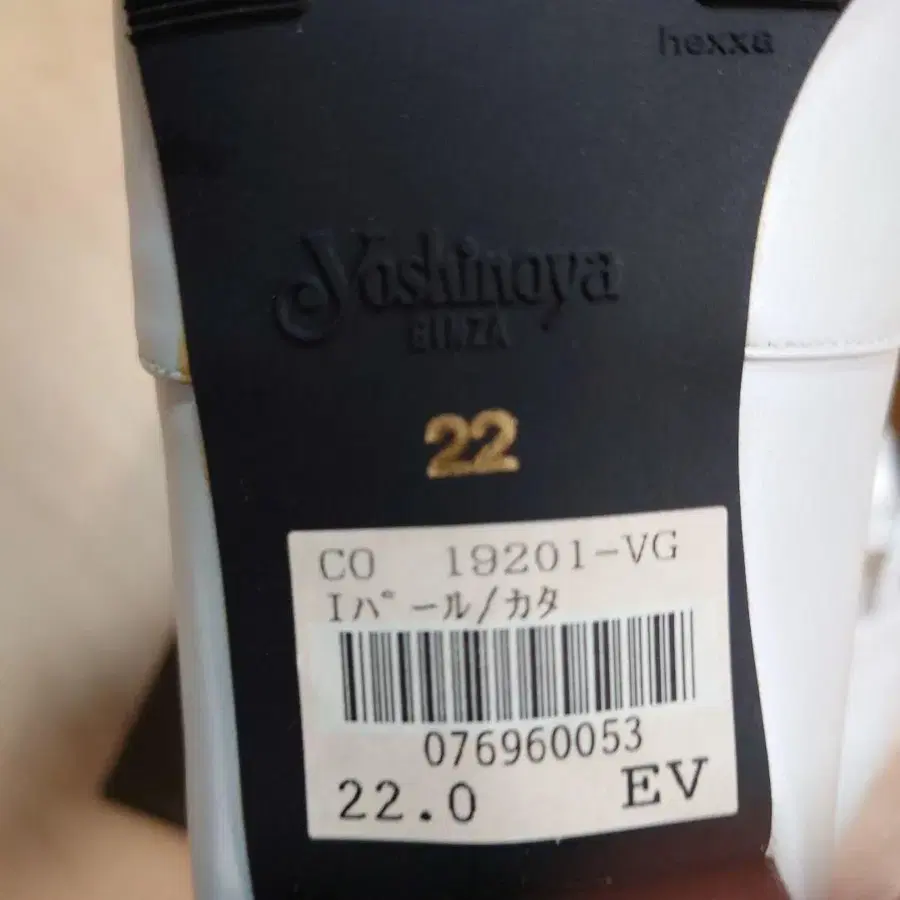 hexxa
Yoshinoya
GINZA
22
CO 19201-VG
Iﾊﾟｰﾙ/ｶﾀ
076960053
22.0 EV